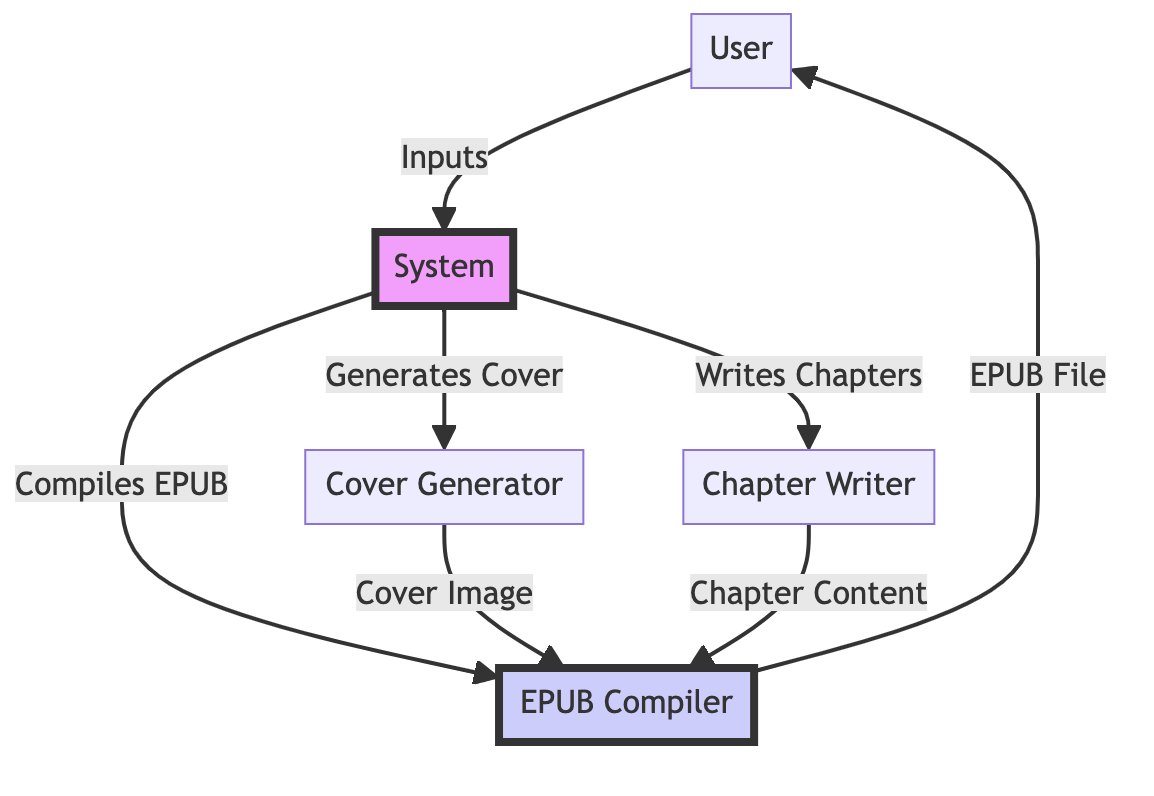 User
Inputs
System
Generates Cover
Writes Chapters
EPUB File
Compiles EPUB
Cover Generator
Chapter Writer
Cover Image
Chapter Content
EPUB Compiler